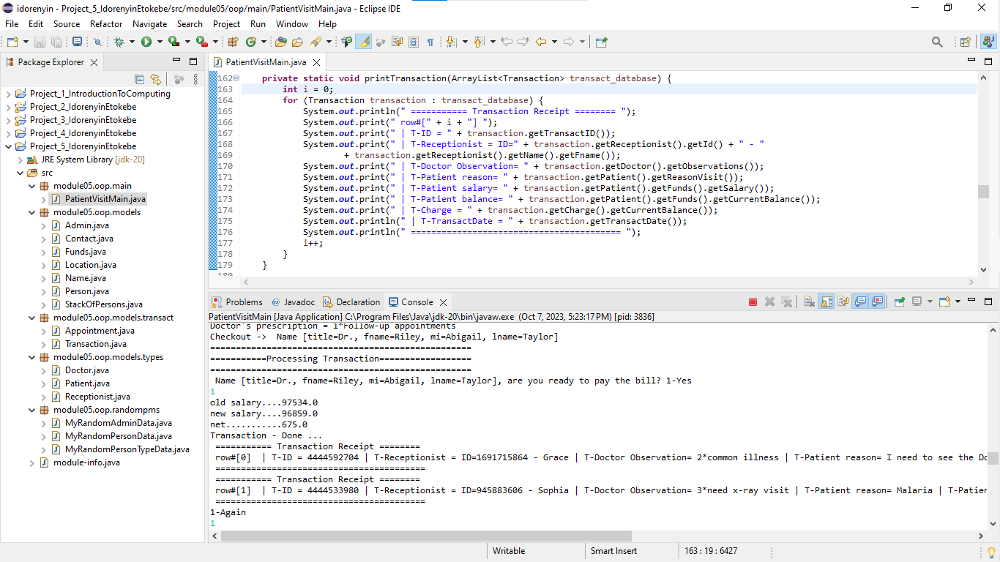 idorenyin - Project_5_IdorenyinEtokebe/src/module05/oop/main/PatientVisitMain.java - Eclipse IDE
File Edit Source Refactor Navigate Search Project Run Window Help
Package Explorer
Project_1_IntroductionToComputing
Project_2_IdorenyinEtokebe
Project_3_IdorenyinEtokebe
Project_4_IdorenyinEtokebe
Project_5_IdorenyinEtokebe
JRE System Library [jdk-20]
src
module05.oop.main
PatientVisitMain.java
module05.oop.models
Admin.java
Contact.java
Funds.java
Location.java
Name.java
Person.java
StackOfPersons.java
module05.oop.models.transact
Appointment.java
Transaction.java
module05.oop.models.types
Doctor.java
Patient.java
Receptionist.java
module05.oop.randompms
MyRandomAdminData.java
MyRandomPersonData.java
MyRandomPersonTypeData.java
module-info.java
PatientVisitMain.java
162 private static void printTransaction(ArrayList<Transaction> transact_database) {
163 int i = 0;
164 for (Transaction transaction : transact_database) {
165 System.out.println(" =========== Transaction Receipt ======== ");
166 System.out.print(" row#[" + i + "] ");
167 System.out.print(" | T-ID = " + transaction.getTransactID());
168 System.out.print(" | T-Receptionist = ID=" + transaction.getReceptionist().getId() + " - "
169 + transaction.getReceptionist().getName().getFname());
170 System.out.print(" | T-Doctor Observation= " + transaction.getDoctor().getObservations());
171 System.out.print(" | T-Patient reason= " + transaction.getPatient().getReasonVisit());
172 System.out.print(" | T-Patient salary= " + transaction.getPatient().getFunds().getSalary());
173 System.out.print(" | T-Patient balance= " + transaction.getPatient().getFunds().getCurrentBalance());
174 System.out.print(" | T-Charge = " + transaction.getCharge().getCurrentBalance());
175 System.out.println(" | T-TransactDate = " + transaction.getTransactDate());
176 System.out.println(" ========================================= ");
177 i++;
178 }
179 }
180
Problems Javadoc Declaration Console
PatientVisitMain [Java Application] C:\Program Files\Java\jdk-20\bin\javaw.exe (Oct 7, 2023, 5:23:17 PM) [pid: 3836]
Doctor's prescription = 1*Follow-up appointments
Checkout -> Name [title=Dr., fname=Riley, mi=Abigail, lname=Taylor]
===================================================
===========Processing Transaction==================
===================================================
Name [title=Dr., fname=Riley, mi=Abigail, lname=Taylor], are you ready to pay the bill? 1-Yes
1
old salary....97534.0
new salary....96859.0
net...........675.0
Transaction - Done ...
=========== Transaction Receipt ========
row#[0] | T-ID = 4444592704 | T-Receptionist = ID=1691715864 - Grace | T-Doctor Observation= 2*common illness | T-Patient reason= I need to see the Do
=========================================
=========== Transaction Receipt ========
row#[1] | T-ID = 4444533980 | T-Receptionist = ID=945883606 - Sophia | T-Doctor Observation= 3*need x-ray visit | T-Patient reason= Malaria | T-Patien
=========================================
1-Again
1
Writable Smart Insert 163 : 19 : 6427